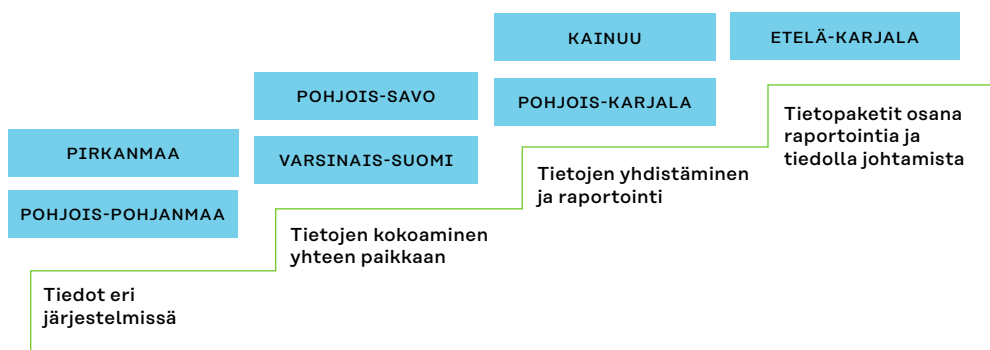 KAINUU
ETELÄ-KARJALA
POHJOIS-SAVO
POHJOIS-KARJALA
PIRKANMAA
VARSINAIS-SUOMI
POHJOIS-POHJANMAA
Tietopaketit osana
raportointia ja
tiedolla johtamista
Tietojen yhdistäminen
ja raportointi
Tietojen kokoaminen
yhteen paikkaan
Tiedot eri
järjestelmissä